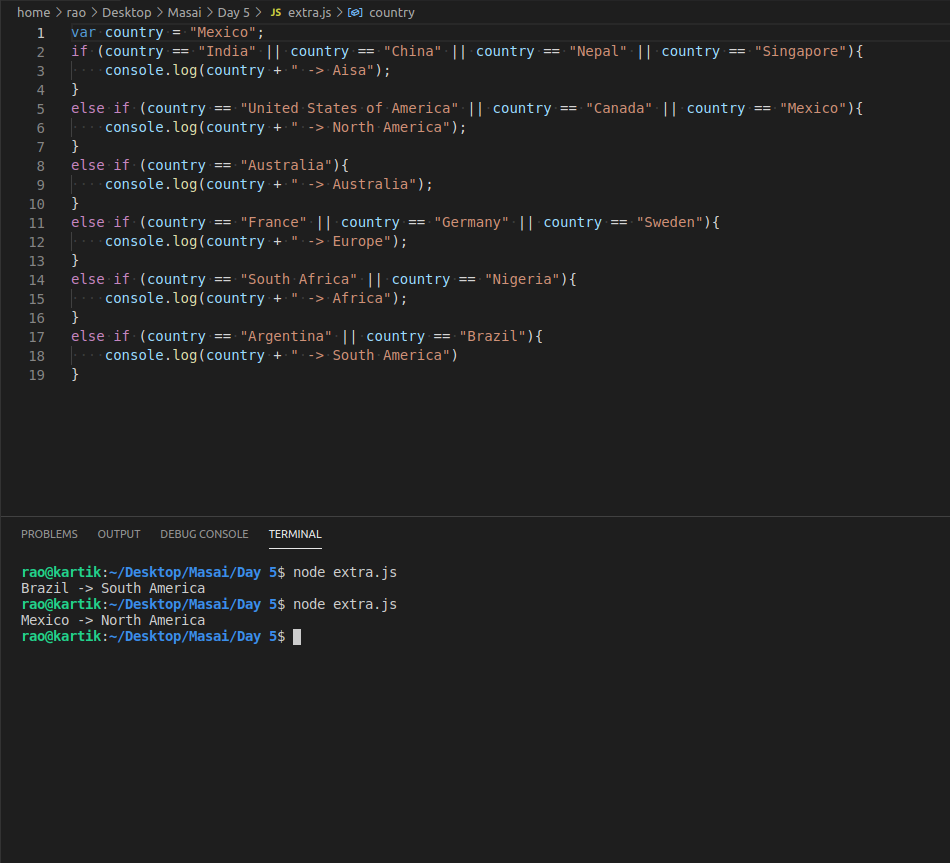 home > rao > Desktop > Masai > Day 5 > JS extra.js > country
1 var country = "Mexico";
2 if (country == "India" || country == "China" || country == "Nepal" || country == "Singapore"){
3     console.log(country + " -> Aisa");
4 }
5 else if (country == "United States of America" || country == "Canada" || country == "Mexico"){
6     console.log(country + " -> North America");
7 }
8 else if (country == "Australia"){
9     console.log(country + " -> Australia");
10 }
11 else if (country == "France" || country == "Germany" || country == "Sweden"){
12     console.log(country + " -> Europe");
13 }
14 else if (country == "South Africa" || country == "Nigeria"){
15     console.log(country + " -> Africa");
16 }
17 else if (country == "Argentina" || country == "Brazil"){
18     console.log(country + " -> South America")
19 }
PROBLEMS OUTPUT DEBUG CONSOLE TERMINAL
rao@kartik:~/Desktop/Masai/Day 5$ node extra.js
Brazil -> South America
rao@kartik:~/Desktop/Masai/Day 5$ node extra.js
Mexico -> North America
rao@kartik:~/Desktop/Masai/Day 5$